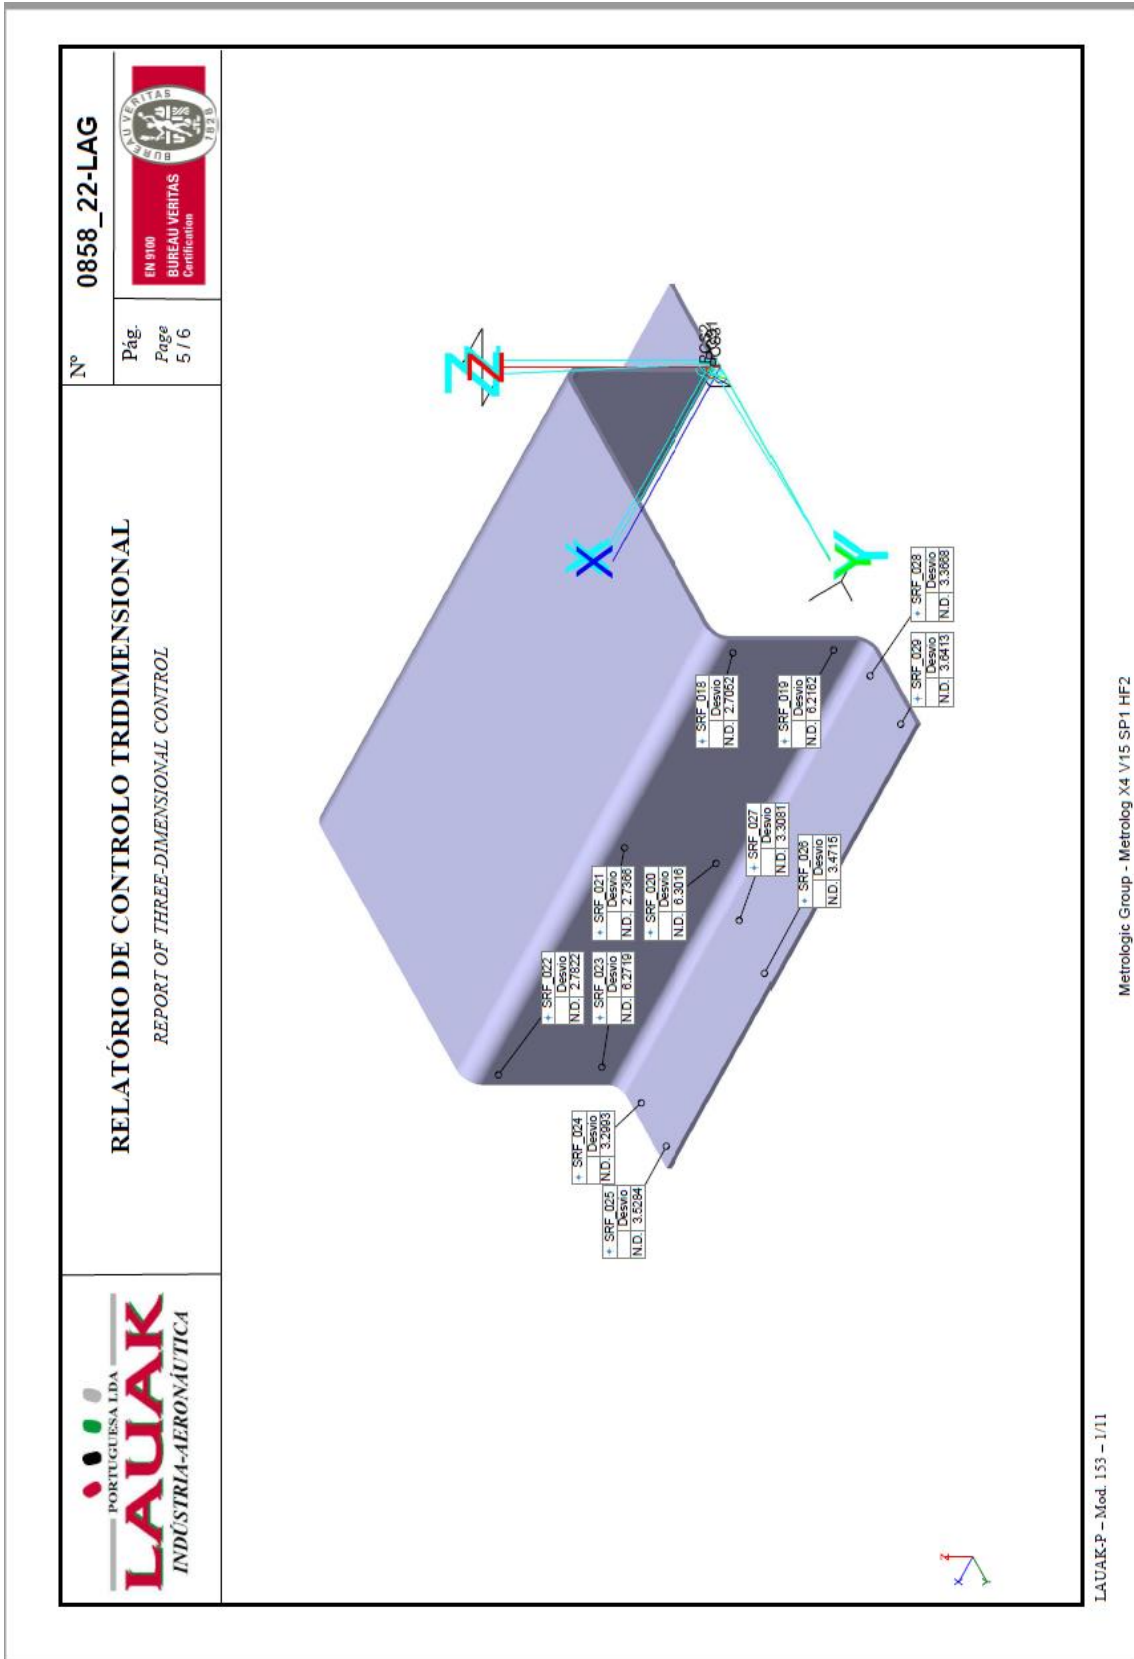 PORTUGUESA LDA
LAUAK
INDÚSTRIA-AERONÁUTICA
RELATÓRIO DE CONTROLO TRIDIMENSIONAL
REPORT OF THREE-DIMENSIONAL CONTROL
Nº
0858_22-LAG
Pág.
Page
5 / 6
EN 9100
BUREAU VERITAS
Certification
BUREAU VERITAS
1828
Z
Z
X
X
Y
Y
+ SRF_022
Desvio
N.D. 2.7822
+ SRF_023
Desvio
N.D. 6.2719
+ SRF_021
Desvio
N.D. 2.7366
+ SRF_020
Desvio
N.D. 6.3016
+ SRF_018
Desvio
N.D. 2.7052
+ SRF_019
Desvio
N.D. 6.2162
+ SRF_024
Desvio
N.D. 3.2993
+ SRF_025
Desvio
N.D. 3.5284
+ SRF_027
Desvio
N.D. 3.3081
+ SRF_026
Desvio
N.D. 3.4715
+ SRF_028
Desvio
N.D. 3.3668
+ SRF_029
Desvio
N.D. 3.6413
Z
X
Y
LAUAK-P – Mod. 153 – 1/11
Metrologic Group - Metrolog X4 V15 SP1 HF2